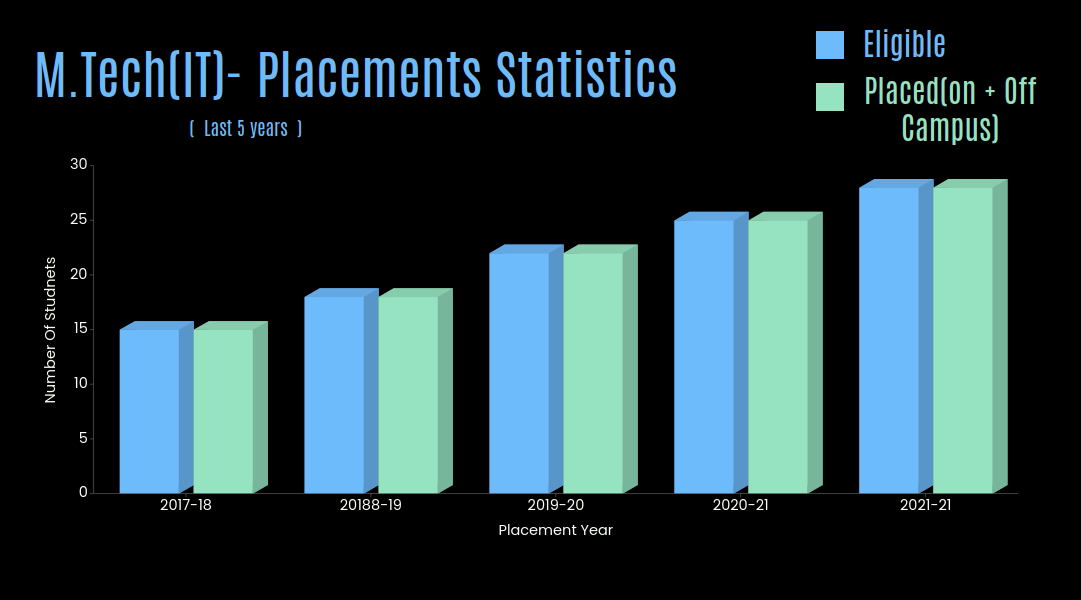 M.Tech(IT)- Placements Statistics
( Last 5 years )
Eligible
Placed(on + Off
Campus)
30
25
20
15
10
5
0
Number Of Studnets
2017-18
20188-19
2019-20
2020-21
2021-21
Placement Year